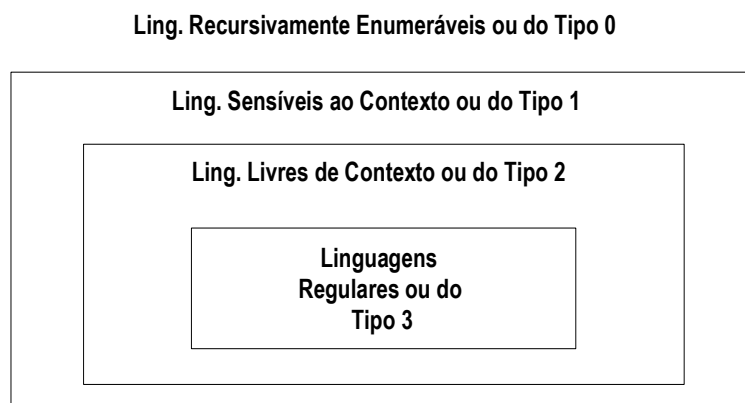 Ling. Recursivamente Enumeráveis ou do Tipo 0
Ling. Sensíveis ao Contexto ou do Tipo 1
Ling. Livres de Contexto ou do Tipo 2
Linguagens
Regulares ou do
Tipo 3